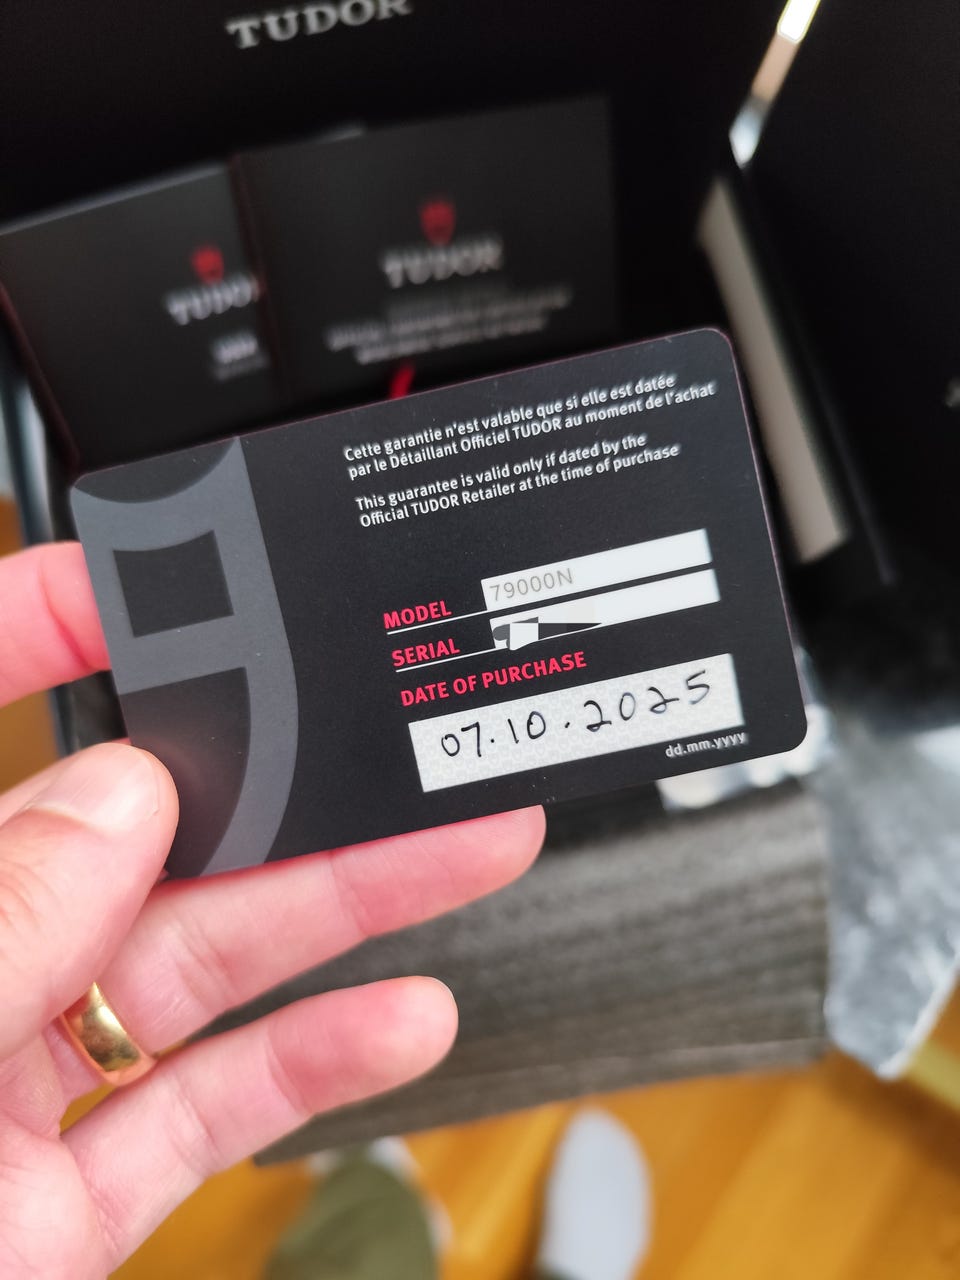 TUDOR
TUDOR
TUDOR
Cette garantie n'est valable que si elle est datée
par le Détaillant Officiel TUDOR au moment de l'achat
This guarantee is valid only if dated by the
Official TUDOR Retailer at the time of purchase
MODEL 79000N
SERIAL
DATE OF PURCHASE
07.10.2025
dd.mm.yyyy